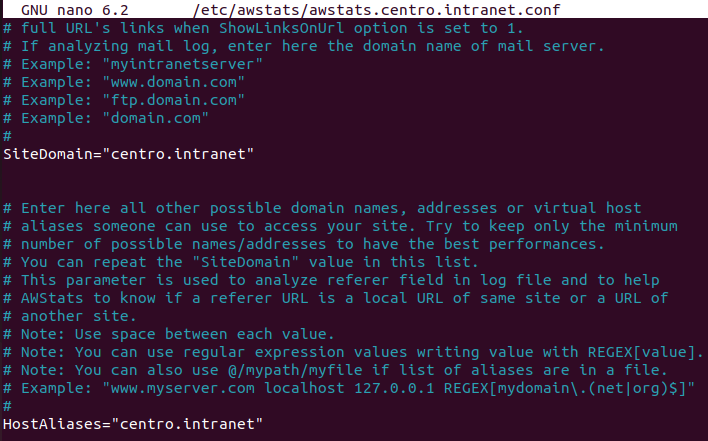 GNU nano 6.2 /etc/awstats/awstats.centro.intranet.conf
# full URL's links when ShowLinksOnUrl option is set to 1.
# If analyzing mail log, enter here the domain name of mail server.
# Example: "myintranetserver"
# Example: "www.domain.com"
# Example: "ftp.domain.com"
# Example: "domain.com"
#
SiteDomain="centro.intranet"
# Enter here all other possible domain names, addresses or virtual host
# aliases someone can use to access your site. Try to keep only the minimum
# number of possible names/addresses to have the best performances.
# You can repeat the "SiteDomain" value in this list.
# This parameter is used to analyze referer field in log file and to help
# AWStats to know if a referer URL is a local URL of same site or a URL of
# another site.
# Note: Use space between each value.
# Note: You can use regular expression values writing value with REGEX[value].
# Note: You can also use @/mypath/myfile if list of aliases are in a file.
# Example: "www.myserver.com localhost 127.0.0.1 REGEX[mydomain\.(net|org)$]"
#
HostAliases="centro.intranet"